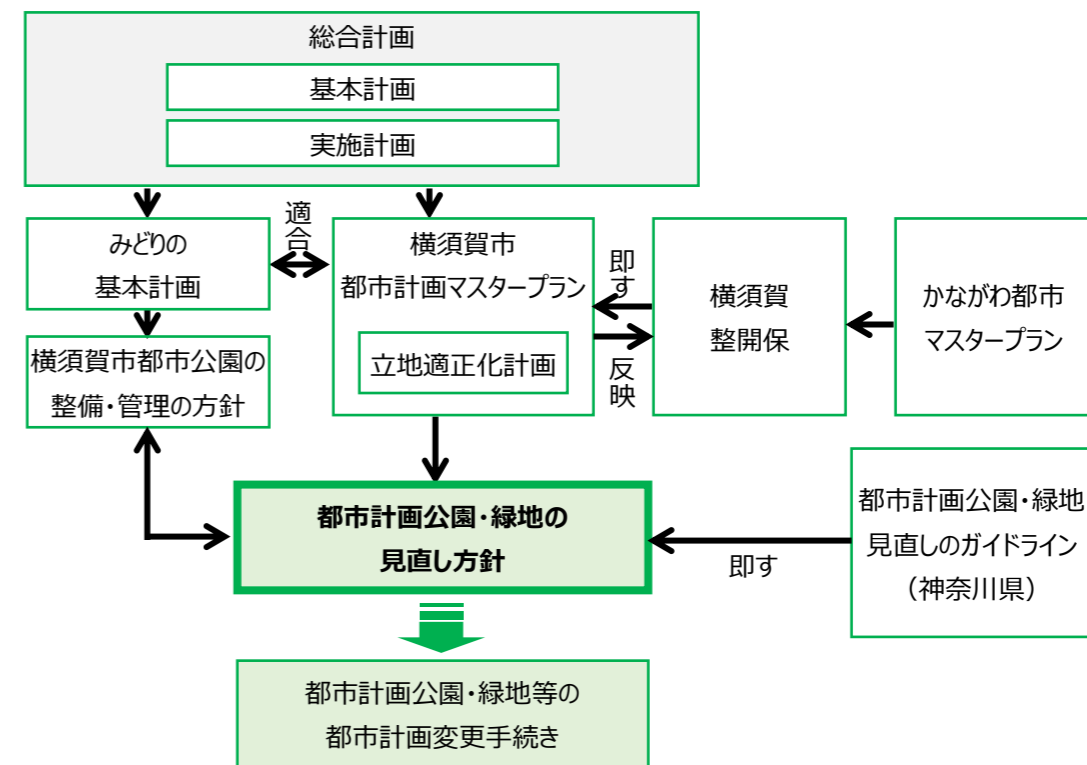 総合計画
基本計画
実施計画
みどりの
基本計画
適合
横須賀市
都市計画マスタープラン
立地適正化計画
即す
反映
横須賀
整開保
かながわ都市
マスタープラン
横須賀市都市公園の
整備・管理の方針
都市計画公園・緑地の
見直し方針
即す
都市計画公園・緑地
見直しのガイドライン
（神奈川県）
都市計画公園・緑地等の
都市計画変更手続き